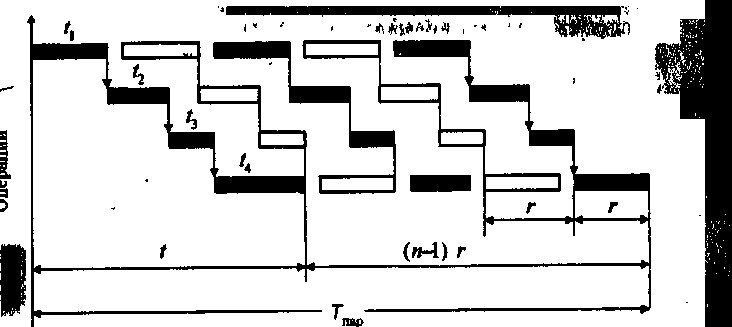 t₁
t₂
t₃
t₄
Операции
r r
t (n–1) r
Tпар